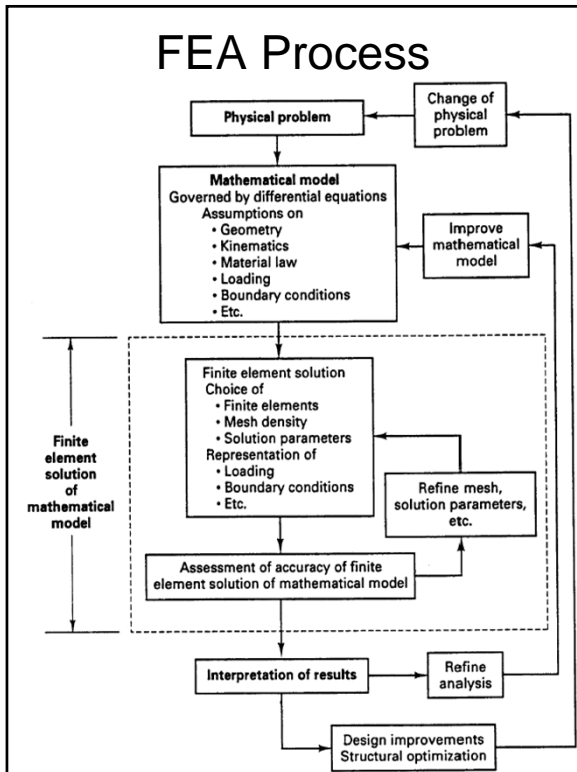 FEA Process
Physical problem
Change of
physical
problem
Mathematical model
Governed by differential equations
Assumptions on
• Geometry
• Kinematics
• Material law
• Loading
• Boundary conditions
• Etc.
Improve
mathematical
model
Finite
element
solution
of
mathematical
model
Finite element solution
Choice of
• Finite elements
• Mesh density
• Solution parameters
Representation of
• Loading
• Boundary conditions
• Etc.
Refine mesh,
solution parameters,
etc.
Assessment of accuracy of finite
element solution of mathematical model
Interpretation of results
Refine
analysis
Design improvements
Structural optimization